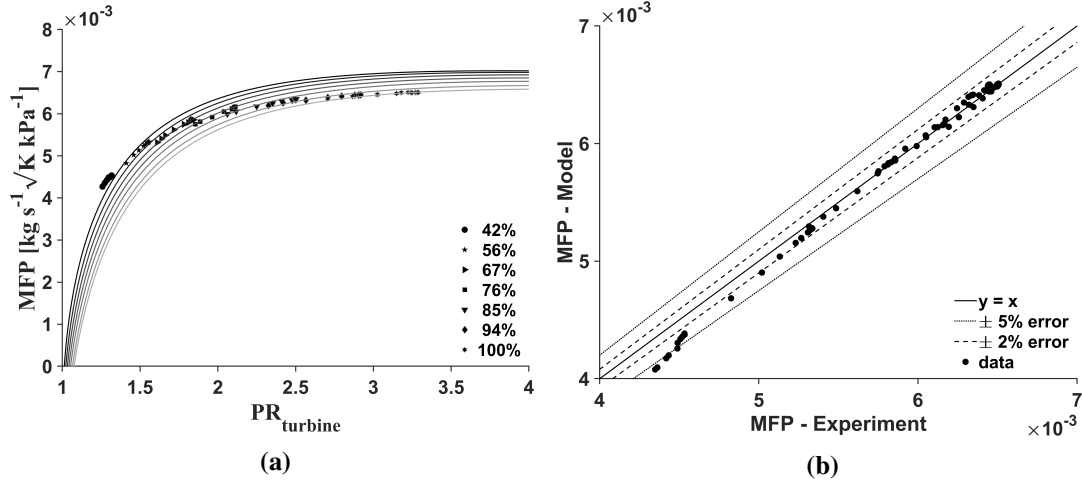 ×10⁻³
8
7
6
5
4
3
2
1
0
MFP [kg s⁻¹ √K kPa⁻¹]
42%
56%
67%
76%
85%
94%
100%
1 1.5 2 2.5 3 3.5 4
PR turbine
(a)
×10⁻³
7
6
5
4
MFP - Model
y = x
± 5% error
± 2% error
data
4 5 6 7
MFP - Experiment
×10⁻³
(b)